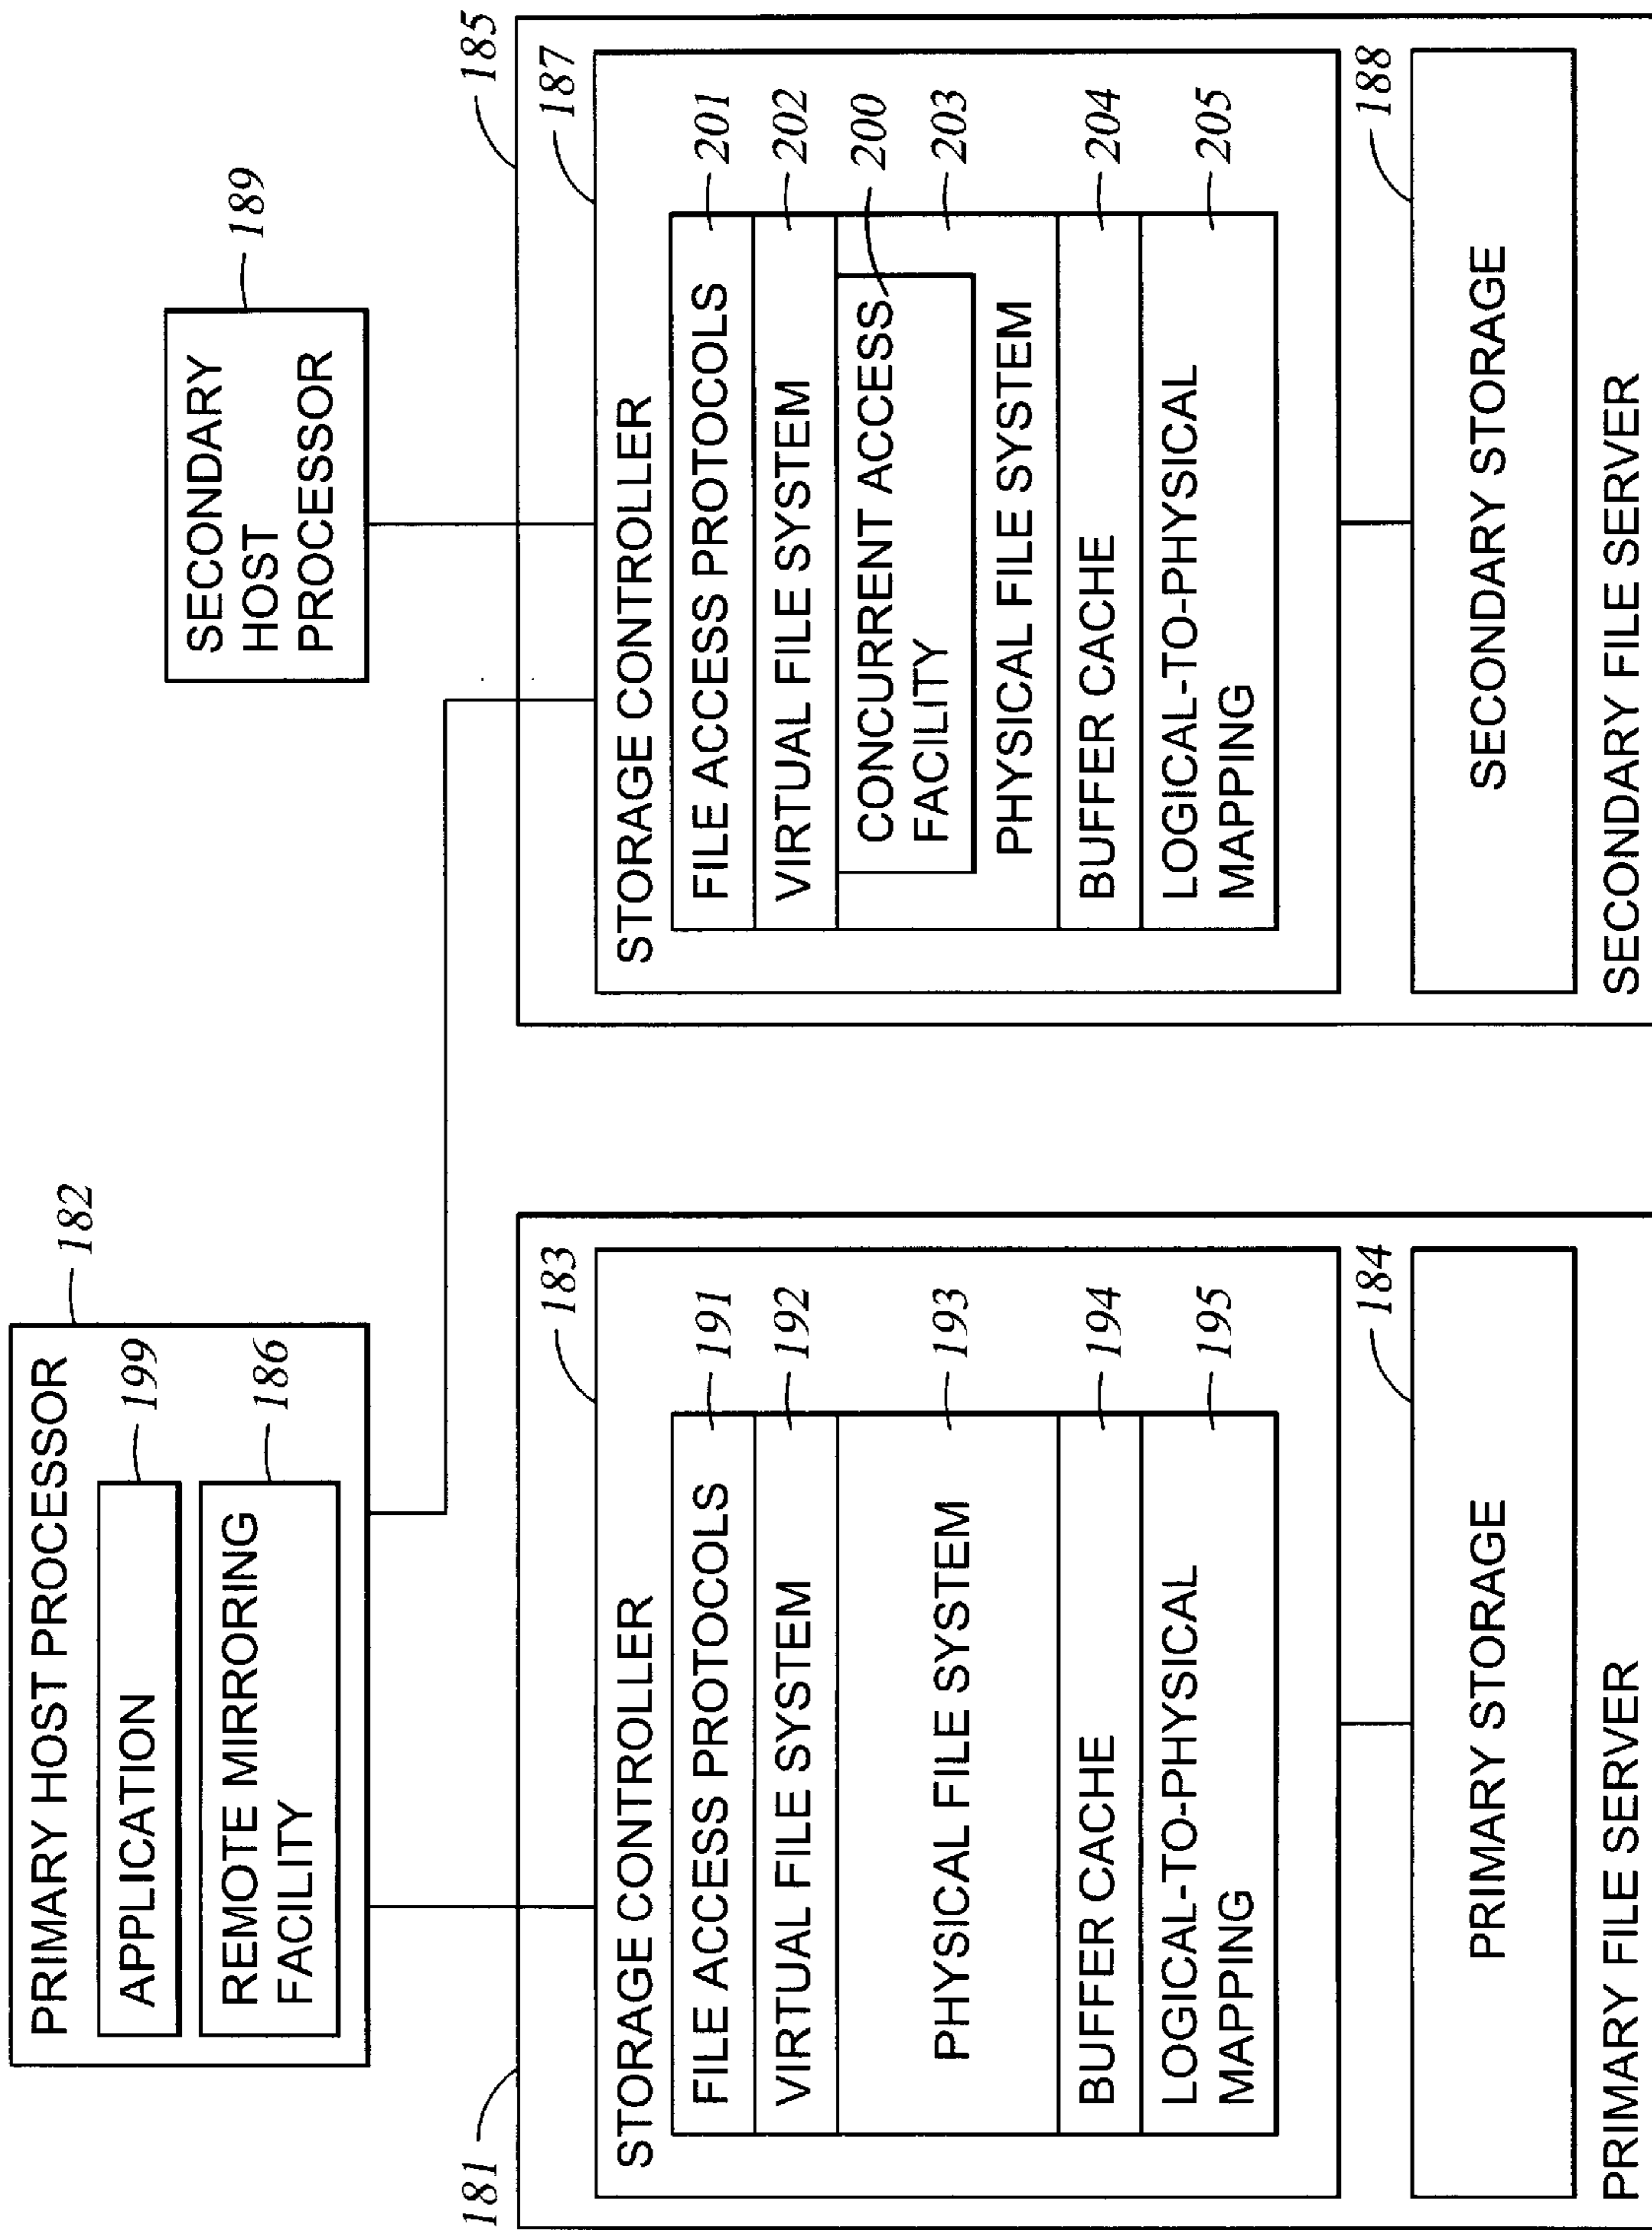 PRIMARY HOST PROCESSOR
182
APPLICATION
199
REMOTE MIRRORING
FACILITY
186
SECONDARY
HOST
PROCESSOR
189
181
STORAGE CONTROLLER
183
FILE ACCESS PROTOCOLS
191
VIRTUAL FILE SYSTEM
192
PHYSICAL FILE SYSTEM
193
BUFFER CACHE
194
LOGICAL-TO-PHYSICAL
MAPPING
195
184
PRIMARY STORAGE
PRIMARY FILE SERVER
185
STORAGE CONTROLLER
187
FILE ACCESS PROTOCOLS
201
VIRTUAL FILE SYSTEM
202
CONCURRENT ACCESS
FACILITY
200
PHYSICAL FILE SYSTEM
203
BUFFER CACHE
204
LOGICAL-TO-PHYSICAL
MAPPING
205
188
SECONDARY STORAGE
SECONDARY FILE SERVER